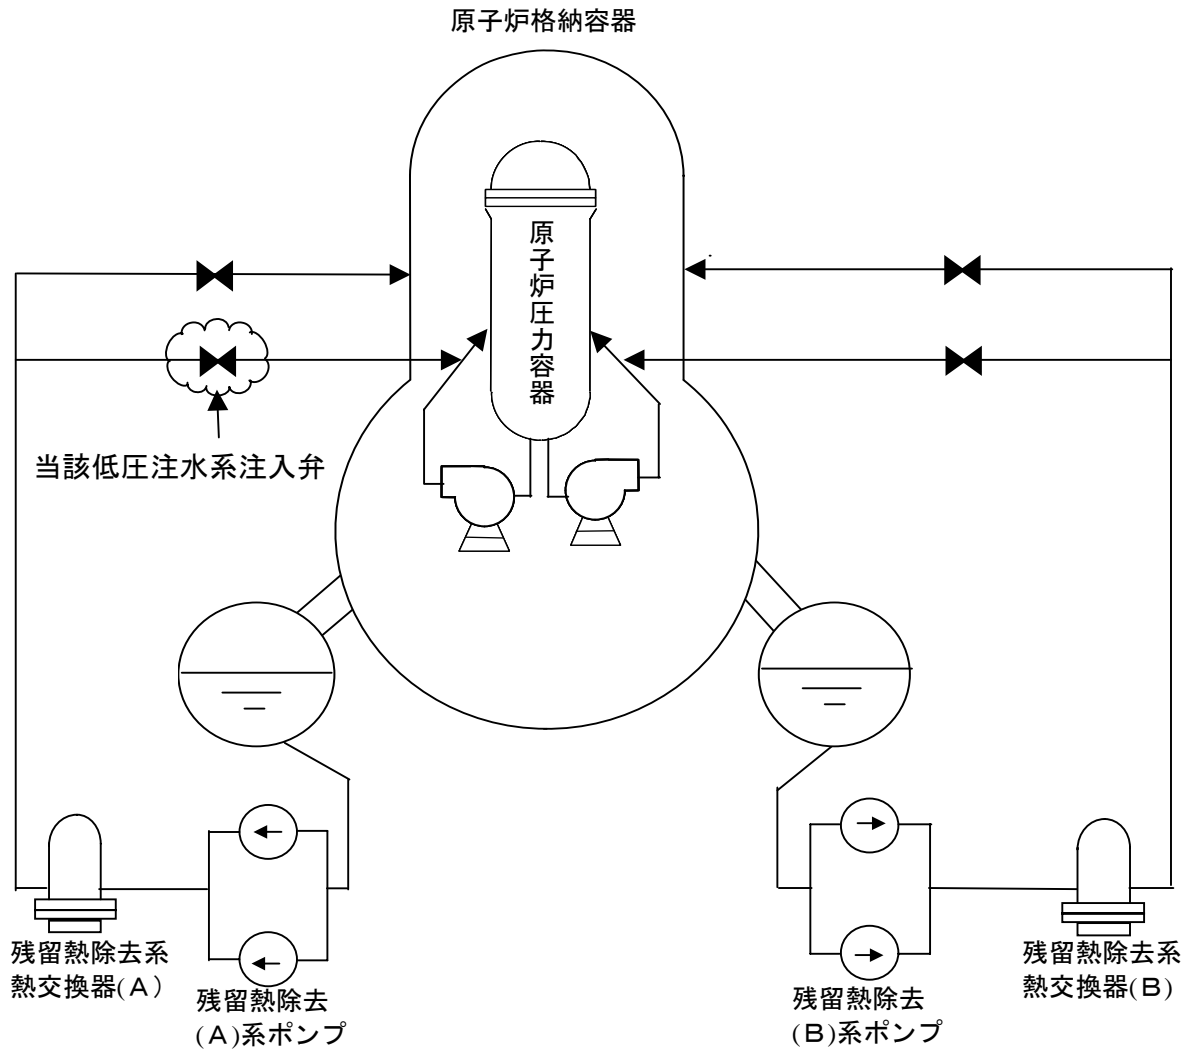 原子炉格納容器
原子炉圧力容器
当該低圧注水系注入弁
残留熱除去系
熱交換器(Ａ）
残留熱除去
(Ａ)系ポンプ
残留熱除去
(Ｂ)系ポンプ
残留熱除去系
熱交換器(Ｂ)